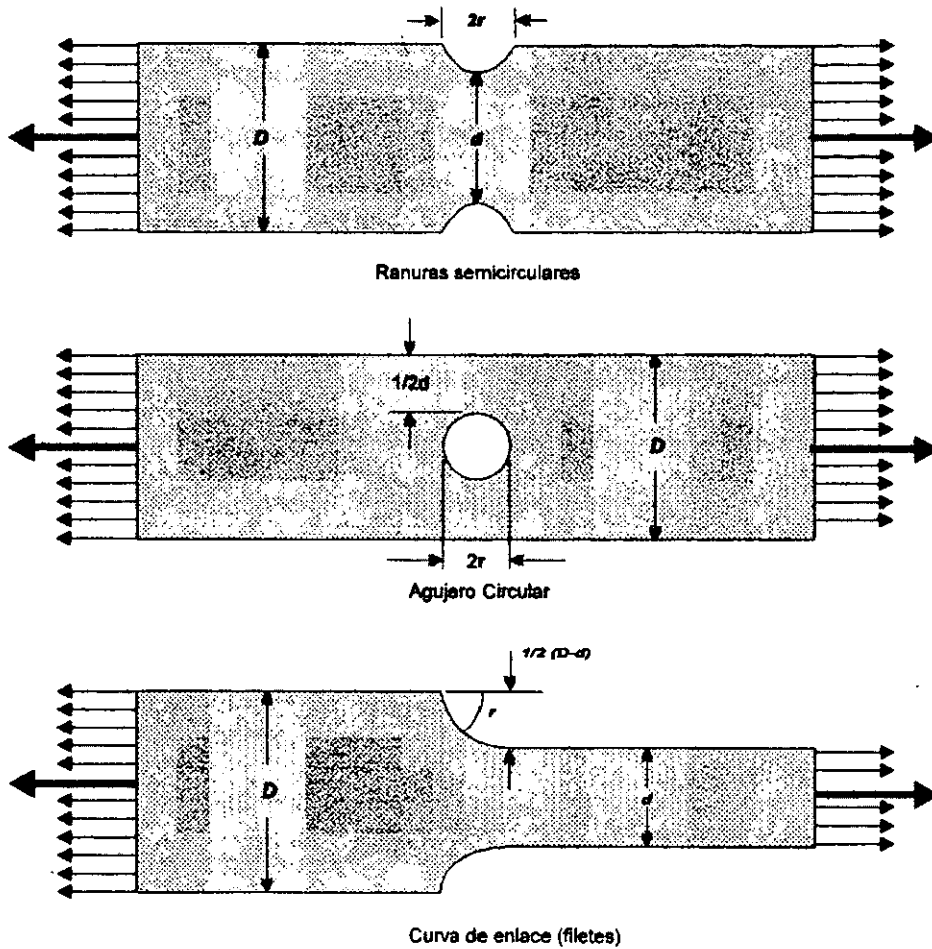 2r
D
d
Ranuras semicirculares
1/2d
D
2r
Agujero Circular
1/2 (D-d)
r
D
d
Curva de enlace (filetes)